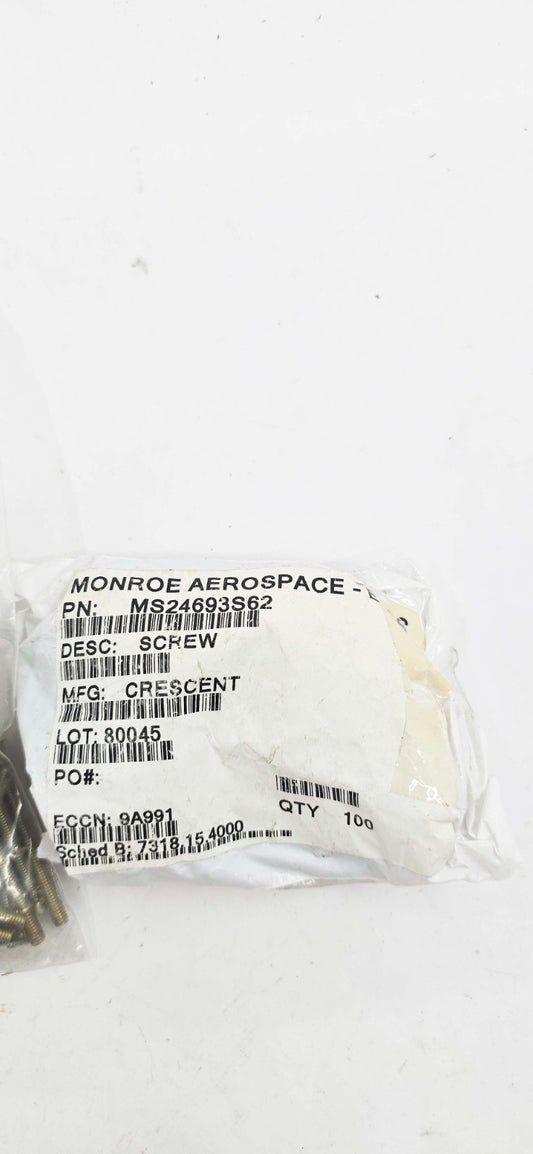 MONROE AEROSPACE -
PN: MS24693S62
DESC: SCREW
MFG: CRESCENT
LOT: 80045
PO#:
QTY 100
ECCN: 9A991
Sched B: 7318.15.4000